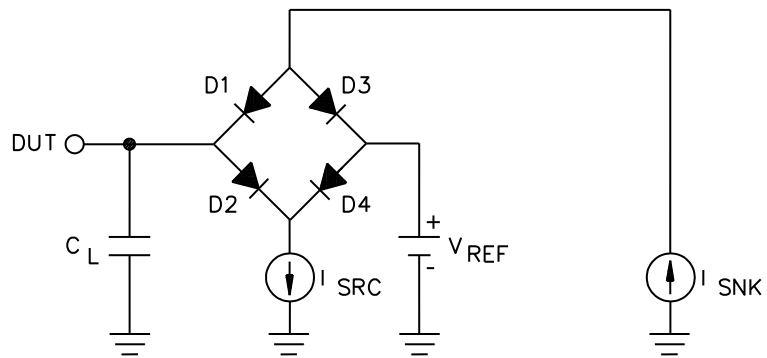 D1
D3
DUT
D2
D4
C L
+
V REF
-
I SRC
I SNK